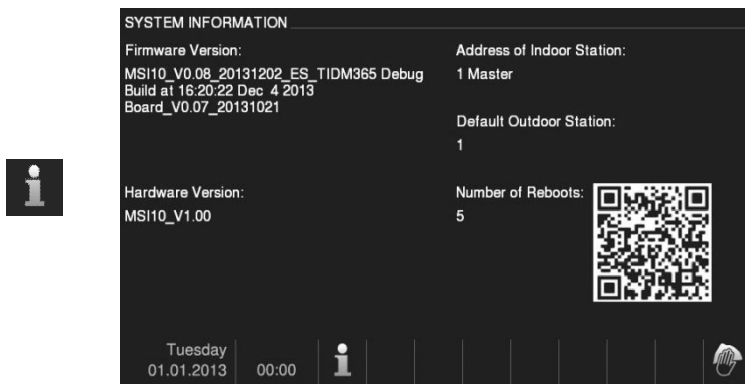 SYSTEM INFORMATION
Firmware Version:
MSI10_V0.08_20131202_ES_TIDM365 Debug
Build at 16:20:22 Dec 4 2013
Board_V0.07_20131021
Address of Indoor Station:
1 Master
Default Outdoor Station:
1
Hardware Version:
MSI10_V1.00
Number of Reboots:
5
Tuesday
01.01.2013
00:00